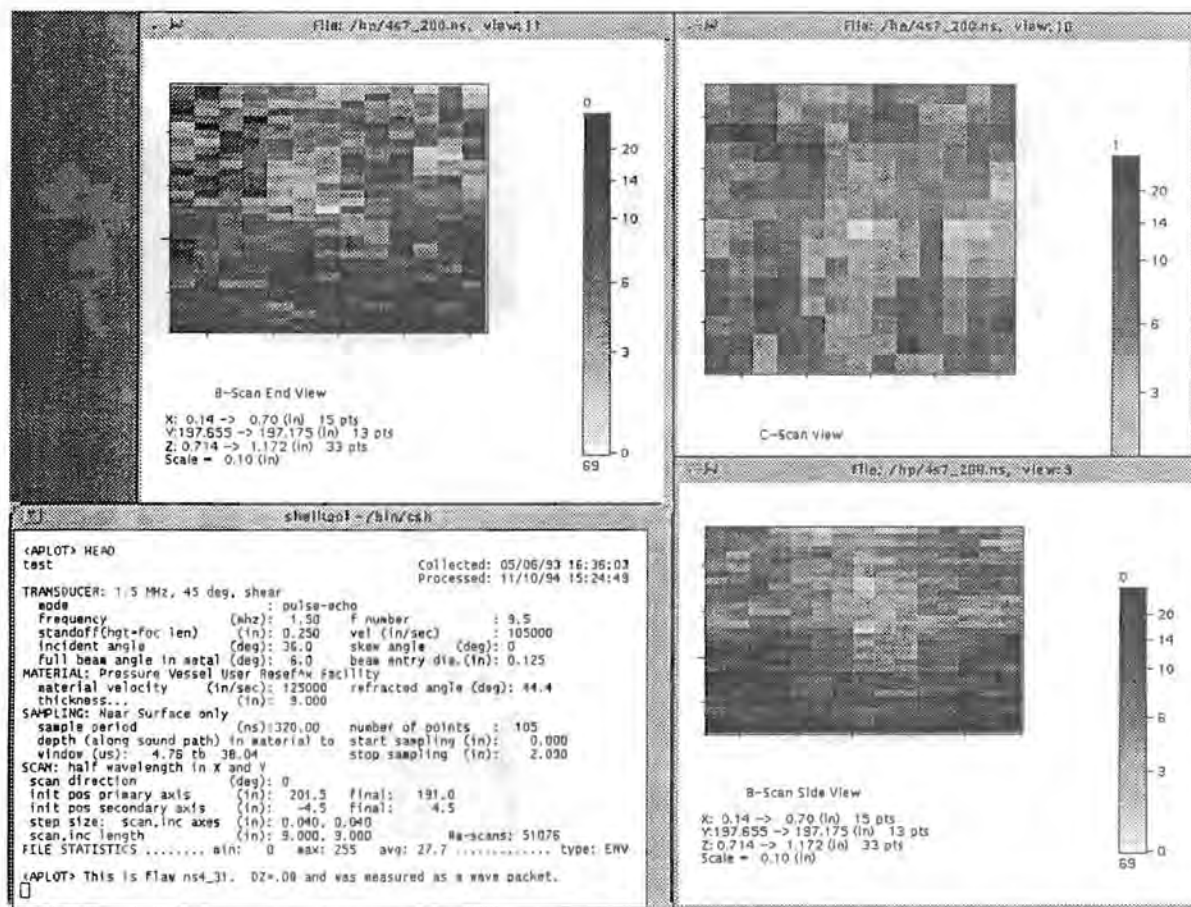 File: /hp/4s7_200.ns, view:11
0
20
14
10
6
3
0
69
B-Scan End View
X: 0.14 -> 0.70 (in) 15 pts
Y:197.655 -> 197.175 (in) 13 pts
Z: 0.714 -> 1.172 (in) 33 pts
Scale = 0.10 (in)
File: /hp/4s7_200.ns, view:10
1
20
14
10
6
3
C-Scan View
File: /hp/4s7_200.ns, view:
0
20
14
10
6
3
0
69
B-Scan Side View
X: 0.14 -> 0.70 (in) 15 pts
Y:197.655 -> 197.175 (in) 13 pts
Z: 0.714 -> 1.172 (in) 33 pts
Scale = 0.10 (in)
shelltool - /bin/csh
<APLOT> HEAD
test Collected: 05/06/93 16:36:03
Processed: 11/10/94 15:24:49
TRANSDUCER: 1.5 MHz, 45 deg, shear
mode : pulse-echo
frequency (mhz): 1.50 f number : 9.5
standoff(hgt+foc len) (in): 0.250 vel (in/sec) : 105000
incident angle (deg): 36.0 skew angle (deg): 0
full beam angle in metal (deg): 6.0 beam entry dia.(in): 0.125
MATERIAL: Pressure Vessel User Facility
material velocity (in/sec): 125000 refracted angle (deg): 44.4
thickness... (in): 9.000
SAMPLING: Near Surface only
sample period (ns):320.00 number of points : 105
depth (along sound path) in material to start sampling (in): 0.000
window (us): 4.76 to 38.04 stop sampling (in): 2.080
SCAN: half wavelength in X and Y
scan direction (deg): 0
init pos primary axis (in): 201.5 final: 191.0
init pos secondary axis (in): -4.5 final: 4.5
step size: scan,inc axes (in): 0.040, 0.040
scan,inc length (in): 9.000, 9.000 #a-scans: 51076
FILE STATISTICS ........ min: 0 max: 255 avg: 27.7 ............. type: ENV
<APLOT> This is flaw ns4_31. DZ=.08 and was measured as a wave packet.